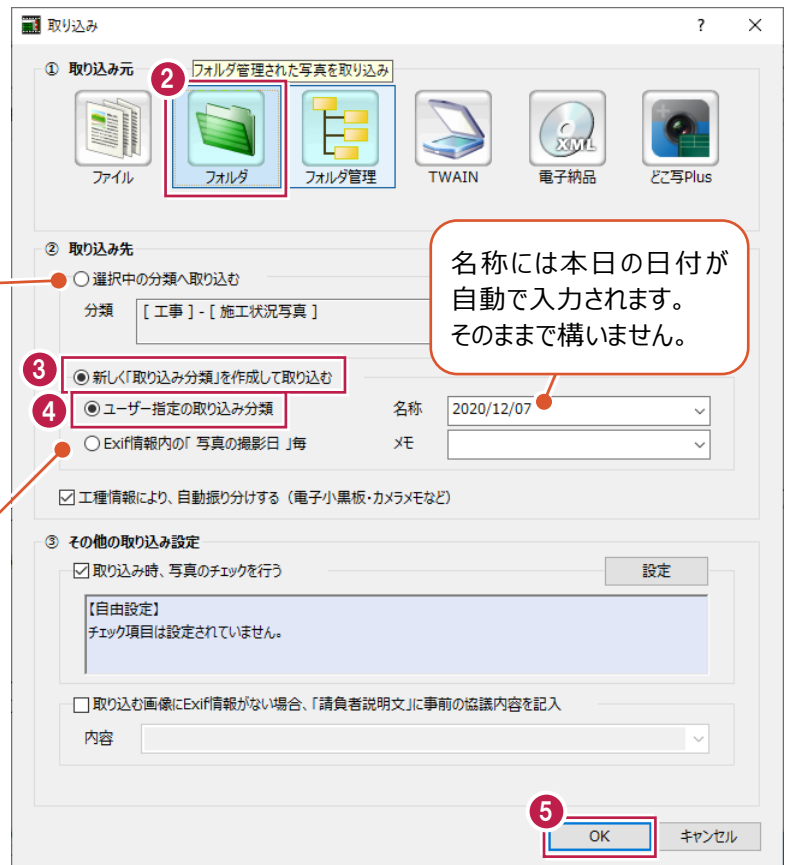 取り込み
? ×
① 取り込み元
2
フォルダ管理された写真を取り込み
ファイル
フォルダ
フォルダ管理
TWAIN
XML
電子納品
どこ写Plus
② 取り込み先
選択中の分類へ取り込む
分類 [ 工事 ] - [ 施工状況写真 ]
名称には本日の日付が
自動で入力されます。
そのままで構いません。
3
新しく「取り込み分類」を作成して取り込む
4
ユーザー指定の取り込み分類
名称 2020/12/07
Exif情報内の「 写真の撮影日 」毎
メモ
工種情報により、自動振り分けする（電子小黒板・カメラメモなど）
③ その他の取り込み設定
取り込み時、写真のチェックを行う
設定
【自由設定】
チェック項目は設定されていません。
取り込む画像にExif情報がない場合、「請負者説明文」に事前の協議内容を記入
内容
5
OK
キャンセル